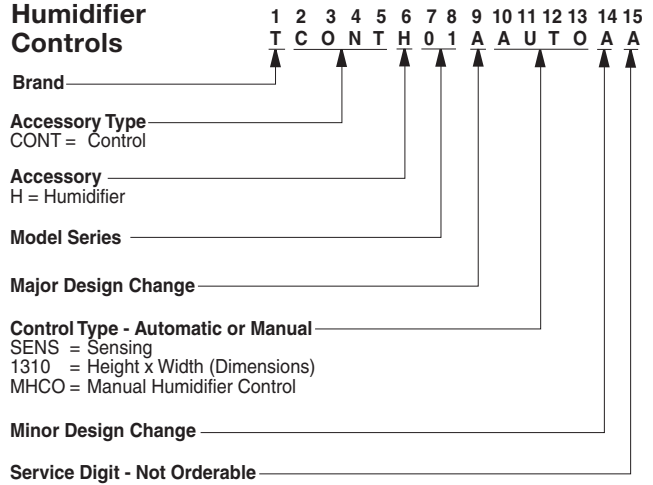 Humidifier
Controls
1 2 3 4 5 6 7 8 9 10 11 12 13 14 15
T C O N T H 0 1 A A U T O A A
Brand
Accessory Type
CONT = Control
Accessory
H = Humidifier
Model Series
Major Design Change
Control Type - Automatic or Manual
SENS = Sensing
1310 = Height x Width (Dimensions)
MHCO = Manual Humidifier Control
Minor Design Change
Service Digit - Not Orderable